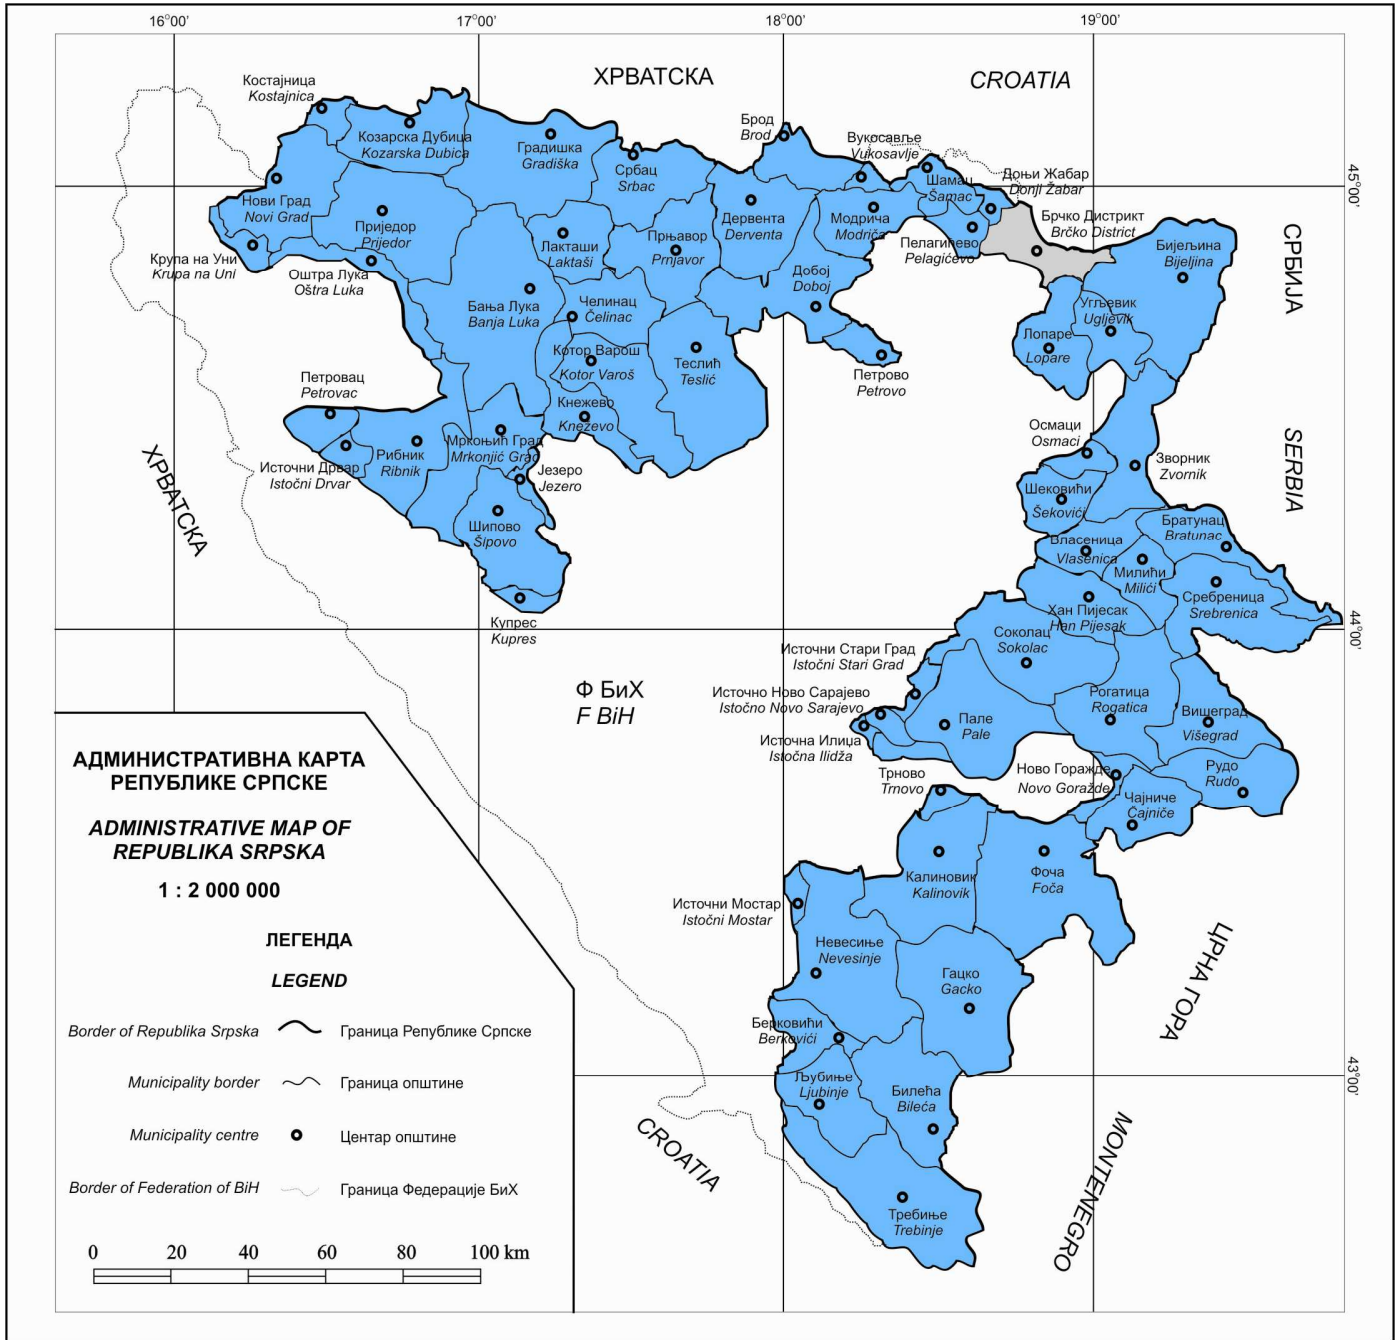 16°00'
17°00'
18°00'
19°00'
ХРВАТСКА
CROATIA
Костајница
Kostajnica
Козарска Дубица
Kozarska Dubica
Градишка
Gradiška
Србац
Srbac
Брод
Brod
Вукосавље
Vukosavlje
Шамац
Šamac
Доњи Жабар
Donji Žabar
45°00'
Нови Град
Novi Grad
Приједор
Prijedor
Лакташи
Laktaši
Прњавор
Prnjavor
Дервента
Derventa
Модрича
Modriča
Пелагићево
Pelagićevo
Брчко Дистрикт
Brčko District
Бијељина
Bijeljina
СРБИЈА
Крупа на Уни
Krupa na Uni
Оштра Лука
Oštra Luka
Бања Лука
Banja Luka
Челинац
Čelinac
Добој
Doboj
Угљевик
Ugljevik
Лопаре
Lopare
Котор Варош
Kotor Varoš
Теслић
Teslić
Петрово
Petrovo
Петровац
Petrovac
Кнежево
Kneževo
Источни Дрвар
Istočni Drvar
Рибник
Ribnik
Мркоњић Град
Mrkonjić Grad
Језеро
Jezero
Осмаци
Osmaci
Зворник
Zvornik
SERBIA
ХРВАТСКА
Шипово
Šipovo
Шековићи
Šekovići
Братунац
Bratunac
Власеница
Vlasenica
Милићи
Milići
Сребреница
Srebrenica
Купрес
Kupres
Хан Пијесак
Han Pijesak
44°00'
Соколац
Sokolac
Источни Стари Град
Istočni Stari Grad
Ф БиХ
F BiH
Источно Ново Сарајево
Istočno Novo Sarajevo
Пале
Pale
Рогатица
Rogatica
Вишеград
Višegrad
Источна Илиџа
Istočna Ilidža
Трново
Trnovo
Ново Горажде
Novo Goražde
Рудо
Rudo
Чајниче
Čajniče
Калиновик
Kalinovik
Фоча
Foča
Источни Мостар
Istočni Mostar
Невесиње
Nevesinje
Гацко
Gacko
ЦРНА ГОРА
Берковићи
Berkovići
43°00'
Љубиње
Ljubinje
Билећа
Bileća
CROATIA
MONTENEGRO
Требиње
Trebinje
АДМИНИСТРАТИВНА КАРТА
РЕПУБЛИКЕ СРПСКЕ
ADMINISTRATIVE MAP OF
REPUBLIKA SRPSKA
1 : 2 000 000
ЛЕГЕНДА
LEGEND
Border of Republika Srpska Граница Републике Српске
Municipality border Граница општине
Municipality centre Центар општине
Border of Federation of BiH Граница Федерације БиХ
0 20 40 60 80 100 km